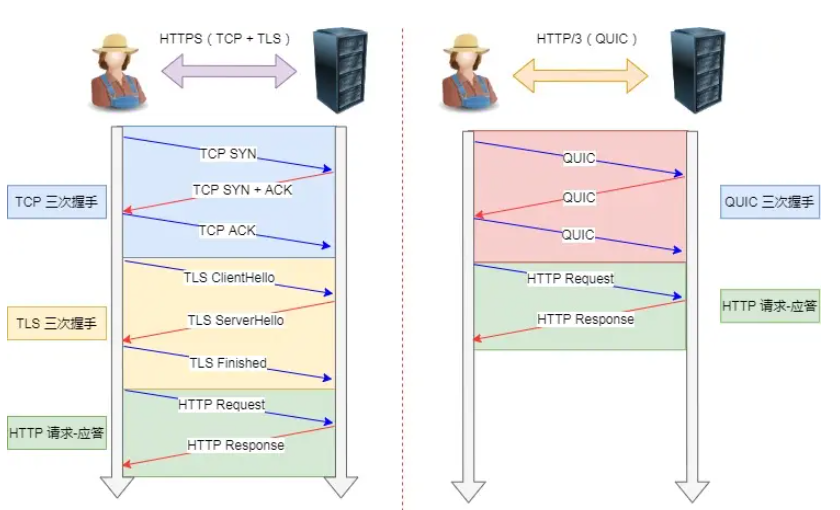 HTTPS（TCP + TLS）
TCP SYN
TCP SYN + ACK
TCP 三次握手
TCP ACK
TLS ClientHello
TLS 三次握手
TLS ServerHello
TLS Finished
HTTP Request
HTTP 请求-应答
HTTP Response
HTTP/3（QUIC）
QUIC
QUIC
QUIC 三次握手
QUIC
HTTP Request
HTTP 请求-应答
HTTP Response